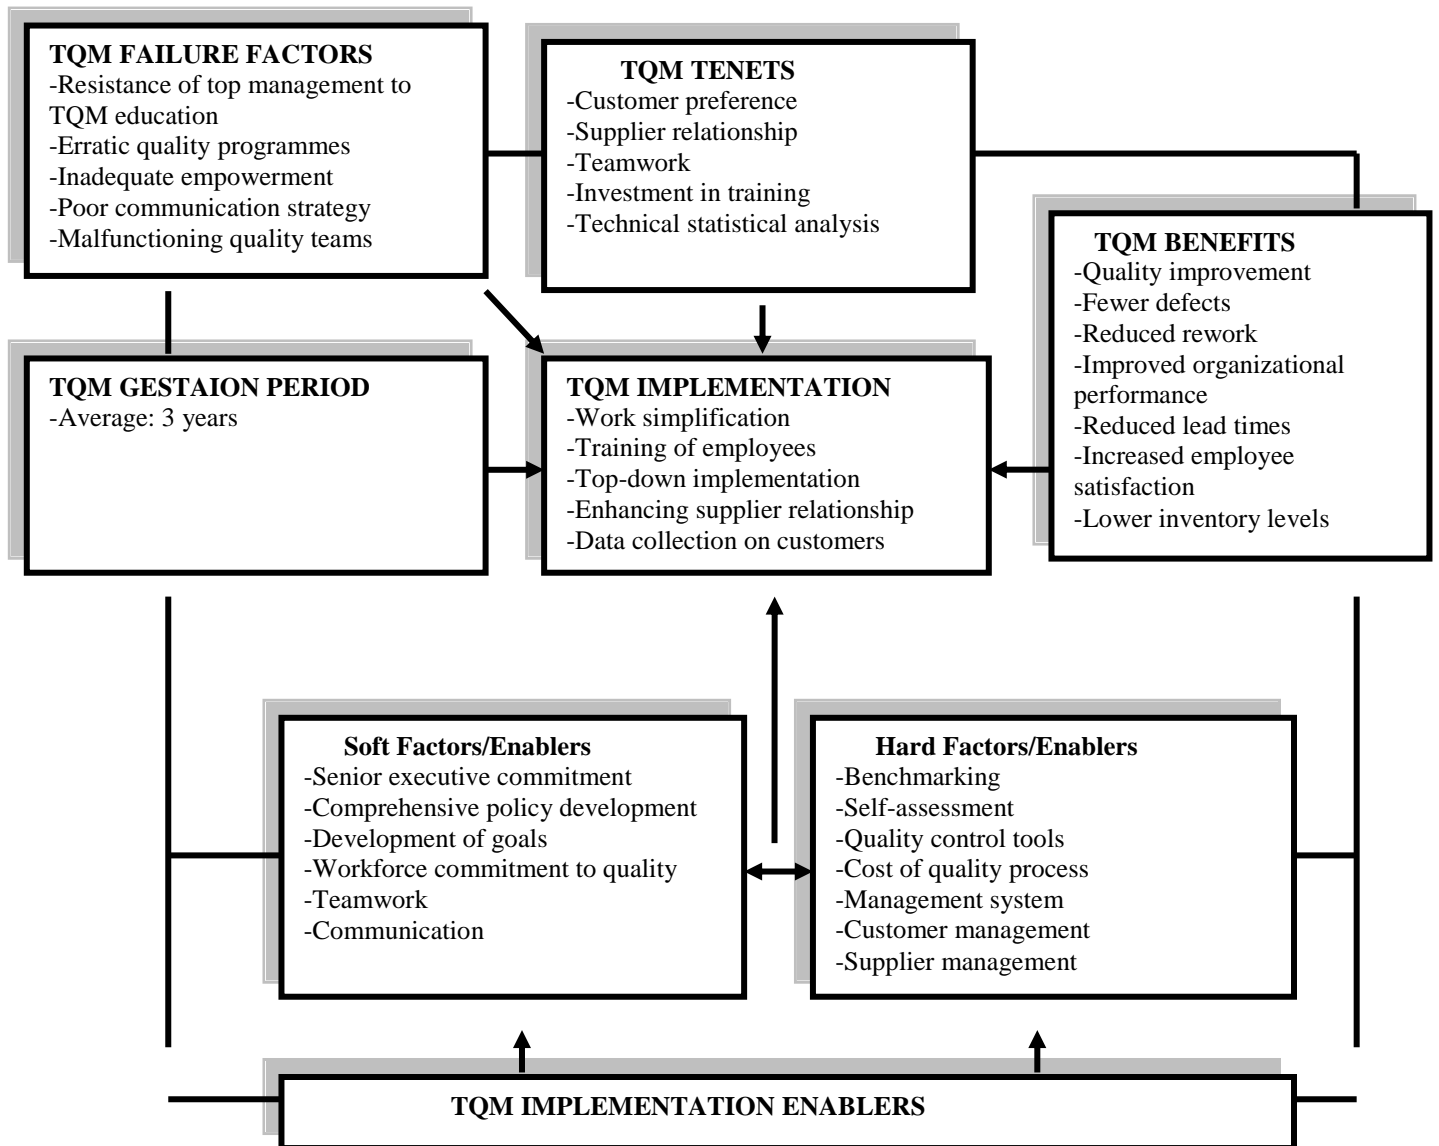 TQM FAILURE FACTORS
-Resistance of top management to
TQM education
-Erratic quality programmes
-Inadequate empowerment
-Poor communication strategy
-Malfunctioning quality teams
TQM TENETS
-Customer preference
-Supplier relationship
-Teamwork
-Investment in training
-Technical statistical analysis
TQM BENEFITS
-Quality improvement
-Fewer defects
-Reduced rework
-Improved organizational
performance
-Reduced lead times
-Increased employee
satisfaction
-Lower inventory levels
TQM GESTAION PERIOD
-Average: 3 years
TQM IMPLEMENTATION
-Work simplification
-Training of employees
-Top-down implementation
-Enhancing supplier relationship
-Data collection on customers
Soft Factors/Enablers
-Senior executive commitment
-Comprehensive policy development
-Development of goals
-Workforce commitment to quality
-Teamwork
-Communication
Hard Factors/Enablers
-Benchmarking
-Self-assessment
-Quality control tools
-Cost of quality process
-Management system
-Customer management
-Supplier management
TQM IMPLEMENTATION ENABLERS